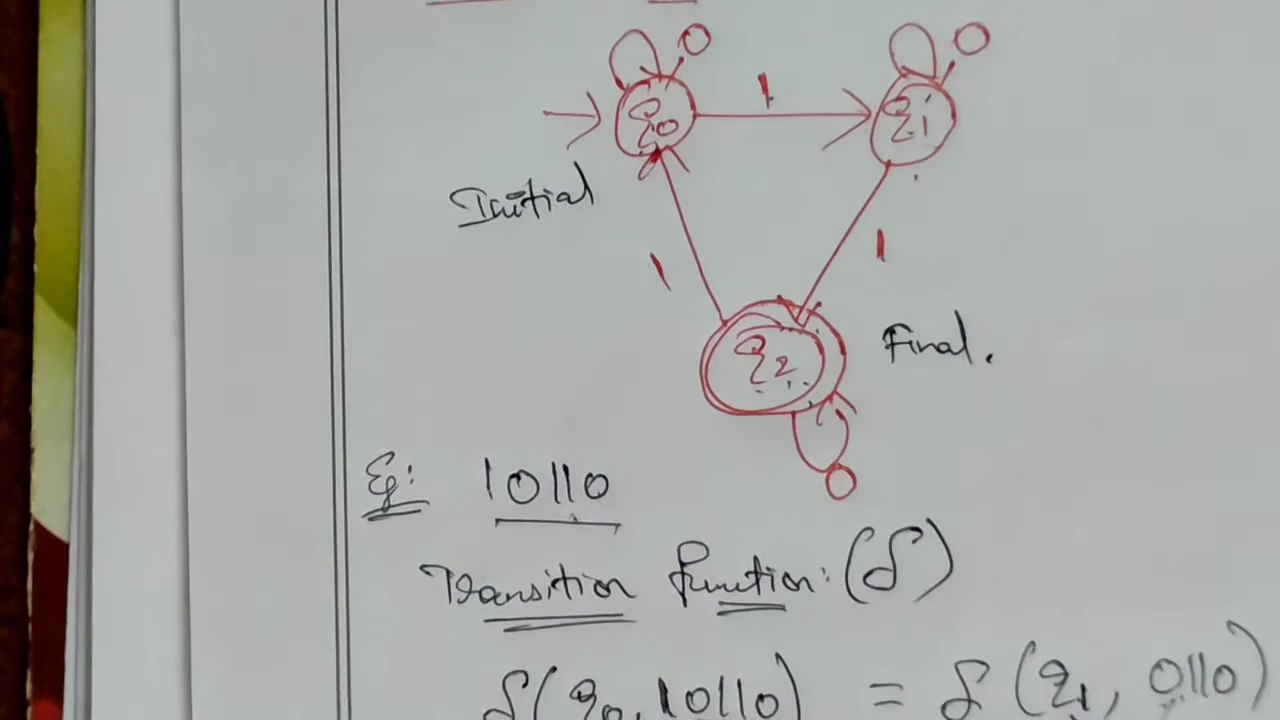 0 0
q0 1 q1
Initial
1 1
q2 Final.
0
Eg: 10110
Transition function: (δ)
δ(q0, 10110) = δ(q1, 0110)